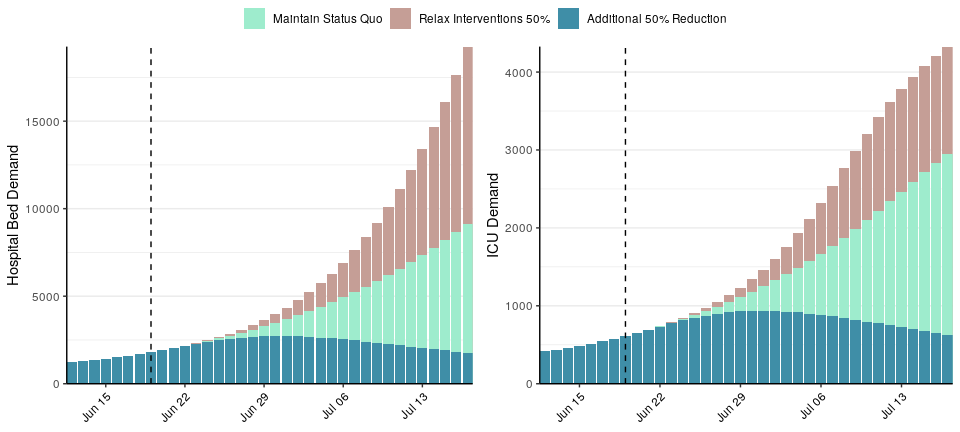 Maintain Status Quo Relax Interventions 50% Additional 50% Reduction
Hospital Bed Demand
15000
10000
5000
0
Jun 15 Jun 22 Jun 29 Jul 06 Jul 13
ICU Demand
4000
3000
2000
1000
0
Jun 15 Jun 22 Jun 29 Jul 06 Jul 13